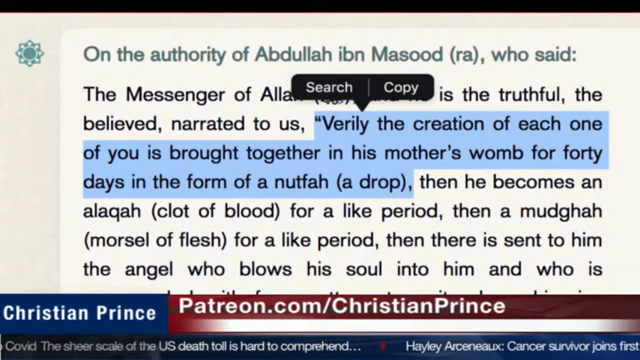 On the authority of Abdullah ibn Masood (ra), who said:
Search Copy
The Messenger of Allah is the truthful, the
believed, narrated to us, “Verily the creation of each one
of you is brought together in his mother’s womb for forty
days in the form of a nutfah (a drop), then he becomes an
alaqah (clot of blood) for a like period, then a mudghah
(morsel of flesh) for a like period, then there is sent to him
the angel who blows his soul into him and who is
Christian Prince Patreon.com/ChristianPrince
Covid The sheer scale of the US death toll is hard to comprehend... Hayley Arceneaux: Cancer survivor joins first